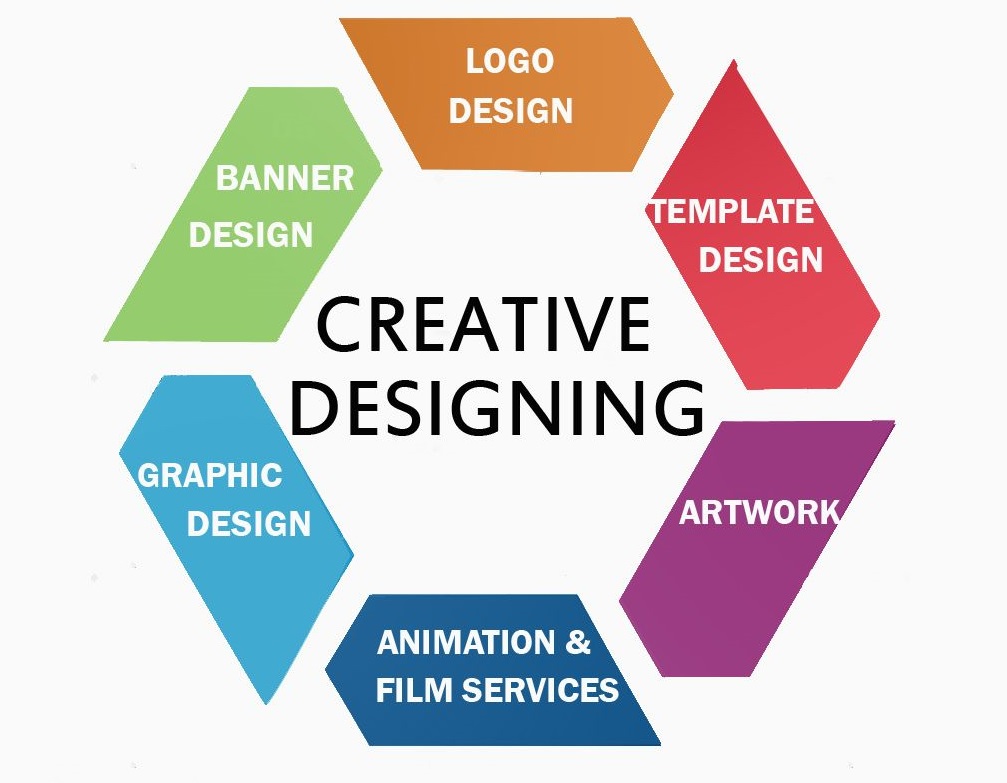 LOGO
DESIGN
TEMPLATE
DESIGN
ARTWORK
ANIMATION &
FILM SERVICES
GRAPHIC
DESIGN
BANNER
DESIGN
CREATIVE
DESIGNING